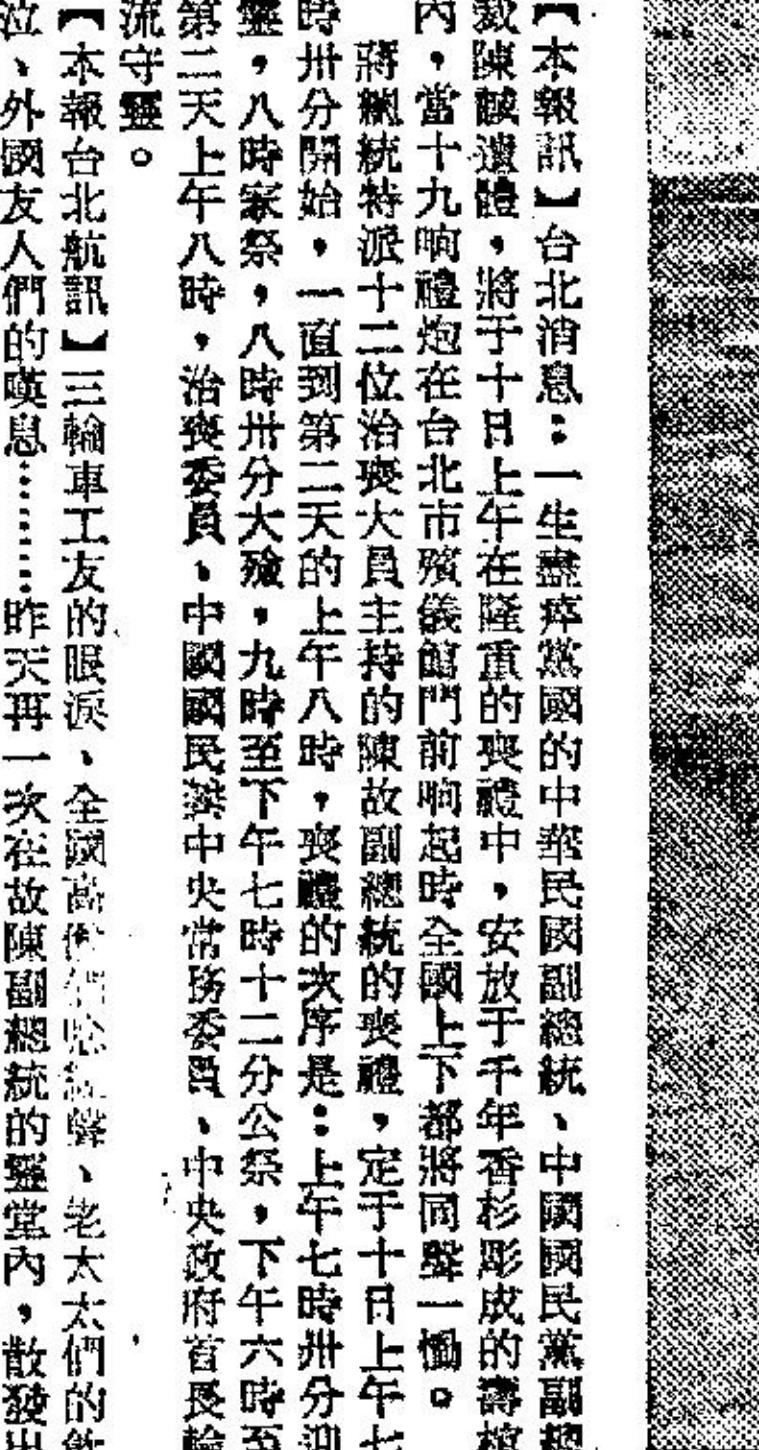 【本報訊】台北消息：一生盡瘁黨國的中華民國副總統、中國國民黨副總
裁陳誠遺體，將于十日上午在隆重的喪禮中，安放于千年香杉彫成的壽棺
內，當十九响禮炮在台北市殯儀館門前响起時全國上下都將同聲一慟。
蔣總統特派十二位治喪大員主持的陳故副總統的喪禮，定于十日上午七
時卅分開始，一直到第二天的上午八時，喪禮的次序是：上午七時卅分迎
靈，八時家祭，八時卅分大殮，九時至下午七時十二分公祭，下午六時至
第二天上午八時，治喪委員、中國國民黨中央常務委員、中央政府首長輪
流守靈。
【本報台北航訊】三輪車工友的眼淚、全國高僧們唸經聲、老太太們的飲
泣、外國友人們的嘆息………昨天再一次在故陳副總統的靈堂內，散發出